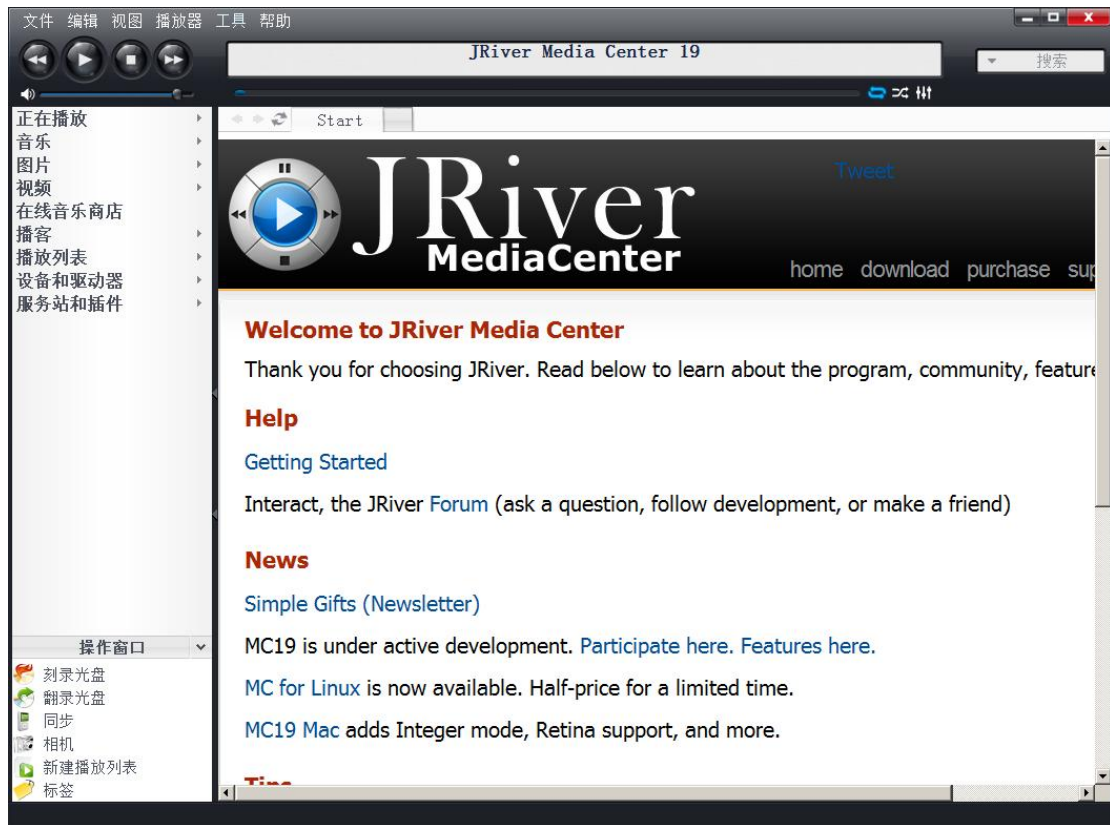 文件 编辑 视图 播放器 工具 帮助
JRiver Media Center 19
搜索
正在播放
音乐
图片
视频
在线音乐商店
播客
播放列表
设备和驱动器
服务站和插件
Start
JRiver
MediaCenter
Tweet
home download purchase sup
Welcome to JRiver Media Center
Thank you for choosing JRiver. Read below to learn about the program, community, feature
Help
Getting Started
Interact, the JRiver Forum (ask a question, follow development, or make a friend)
News
Simple Gifts (Newsletter)
MC19 is under active development. Participate here. Features here.
MC for Linux is now available. Half-price for a limited time.
MC19 Mac adds Integer mode, Retina support, and more.
Tips
操作窗口
刻录光盘
翻录光盘
同步
相机
新建播放列表
标签